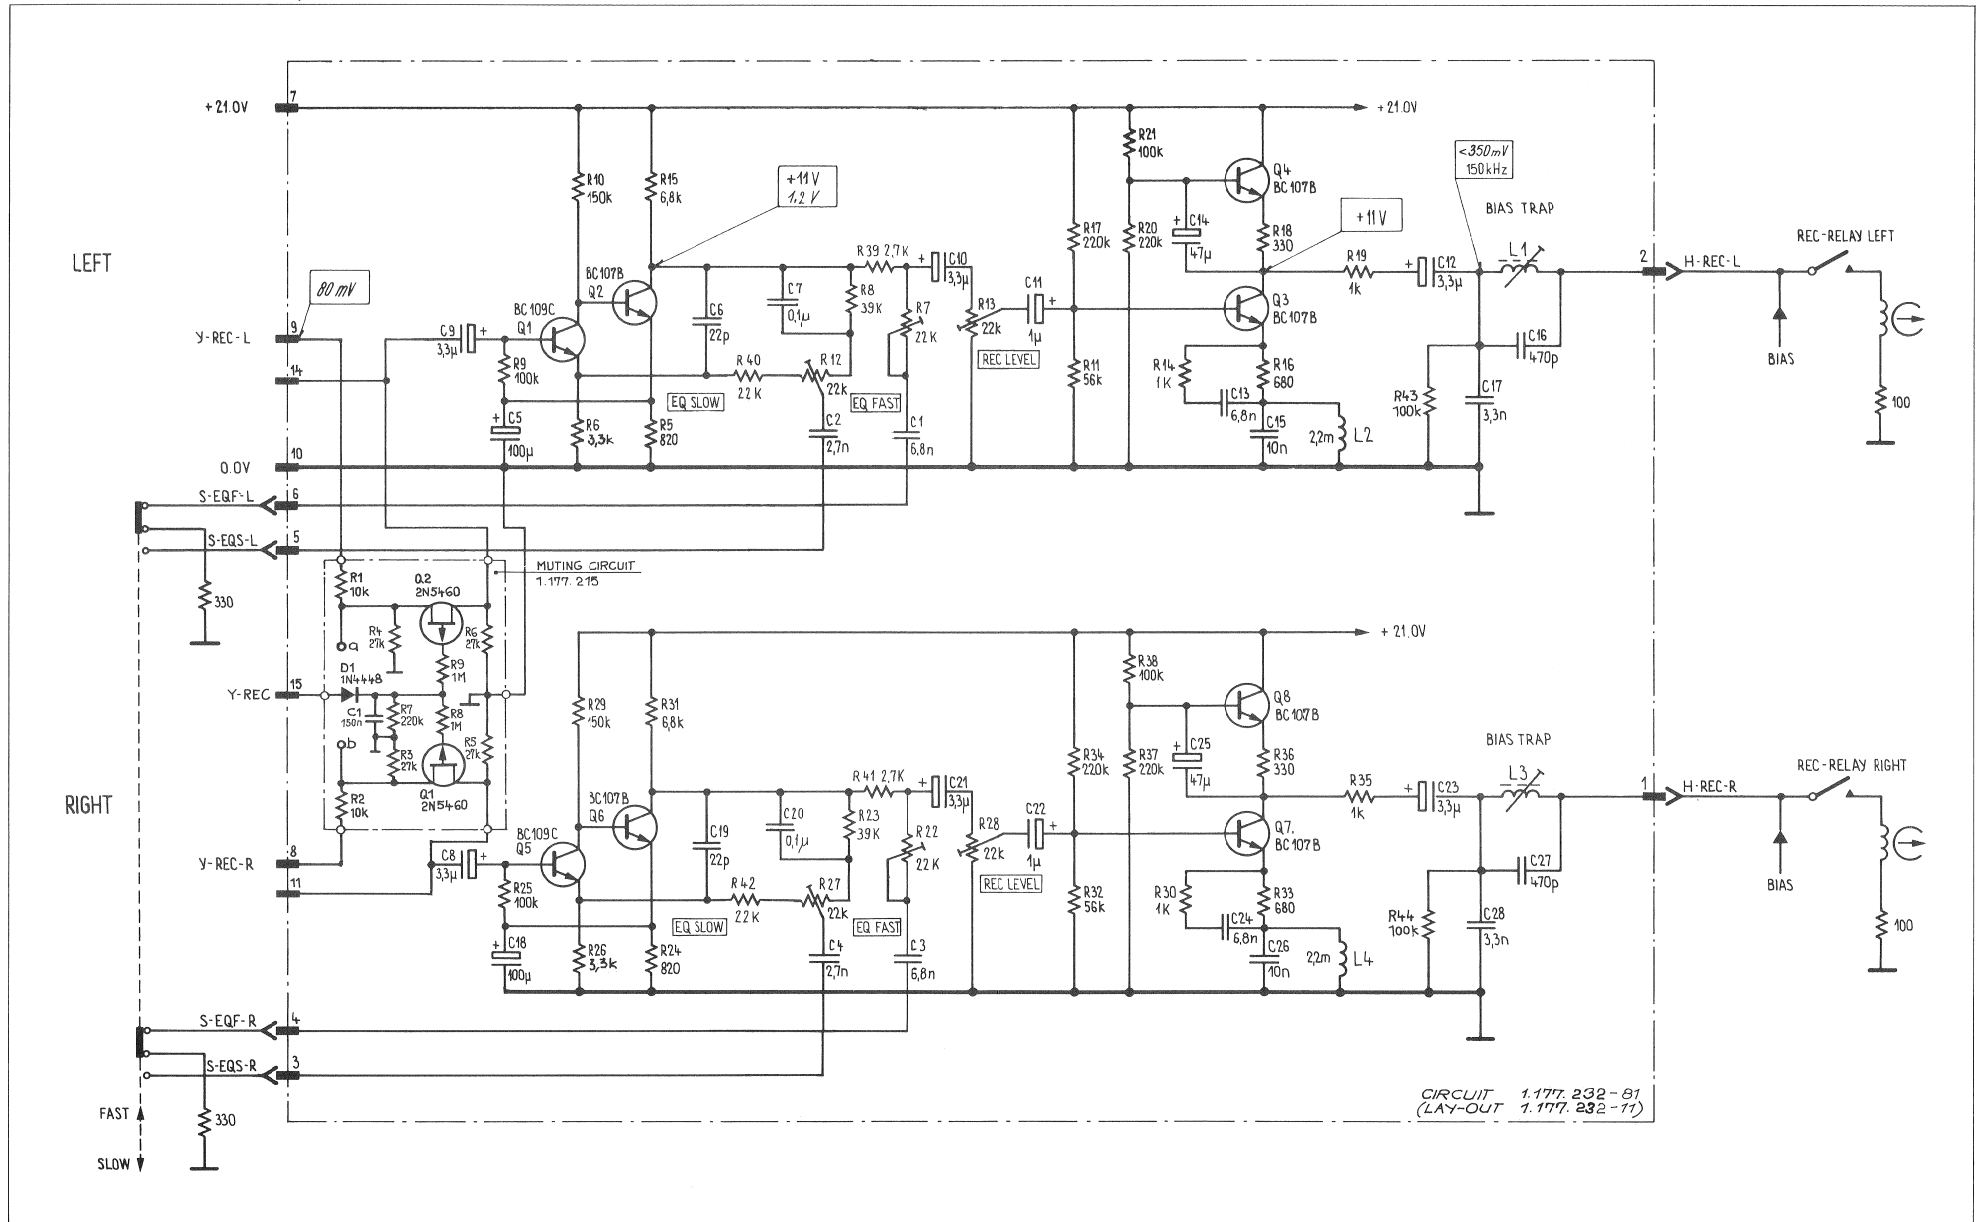 LEFT
+21.0V
7
80 mV
Y-REC-L
9
14
0.0V
10
S-EQF-L
6
S-EQS-L
5
330
R10
150k
R15
6,8k
+11V
1.2 V
BC107B
Q2
BC109C
Q1
C9
3,3µ
R9
100k
C5
100µ
R6
3,3k
R5
820
C6
22p
C7
0,1µ
R8
39K
R39 2,7K
R7
22K
C10
3,3µ
R40
22K
R12
22k
EQ SLOW
EQ FAST
C2
2,7n
C1
6,8n
R13
22k
REC LEVEL
C11
1µ
R17
220k
R11
56k
R21
100k
R20
220k
C14
47µ
Q4
BC107B
R18
330
+11V
Q3
BC107B
R14
1K
R16
680
C13
6,8n
C15
10n
2,2m
L2
+21.0V
<350mV
150kHz
BIAS TRAP
L1
R19
1k
C12
3,3µ
C16
470p
R43
100k
C17
3,3n
2
H-REC-L
REC-RELAY LEFT
BIAS
100
MUTING CIRCUIT
1.177.215
R1
10k
Q2
2N5460
R4
27k
R6
27k
a
R9
1M
D1
1N4448
Y-REC
15
C1
150n
R7
220k
R8
1M
b
R3
27k
R5
27k
R2
10k
Q1
2N5460
RIGHT
Y-REC-R
8
11
S-EQF-R
4
S-EQS-R
3
330
FAST
SLOW
+21.0V
R29
150k
R31
6,8k
3C107B
Q6
BC109C
Q5
C8
3,3µ
R25
100k
C18
100µ
R26
3,3k
R24
820
C19
22p
C20
0,1µ
R23
39K
R41 2,7K
R22
22K
C21
3,3µ
R42
22K
R27
22k
EQ SLOW
EQ FAST
C4
2,7n
C3
6,8n
R28
22k
REC LEVEL
C22
1µ
R34
220k
R32
56k
R38
100k
R37
220k
C25
47µ
Q8
BC107B
R36
330
Q7.
BC107B
R30
1K
R33
680
C24
6,8n
C26
10n
2,2m
L4
BIAS TRAP
L3
R35
1k
C23
3,3µ
C27
470p
R44
100k
C28
3,3n
1
H-REC-R
REC-RELAY RIGHT
BIAS
100
CIRCUIT 1.177.232-81
(LAY-OUT 1.177.232-11)